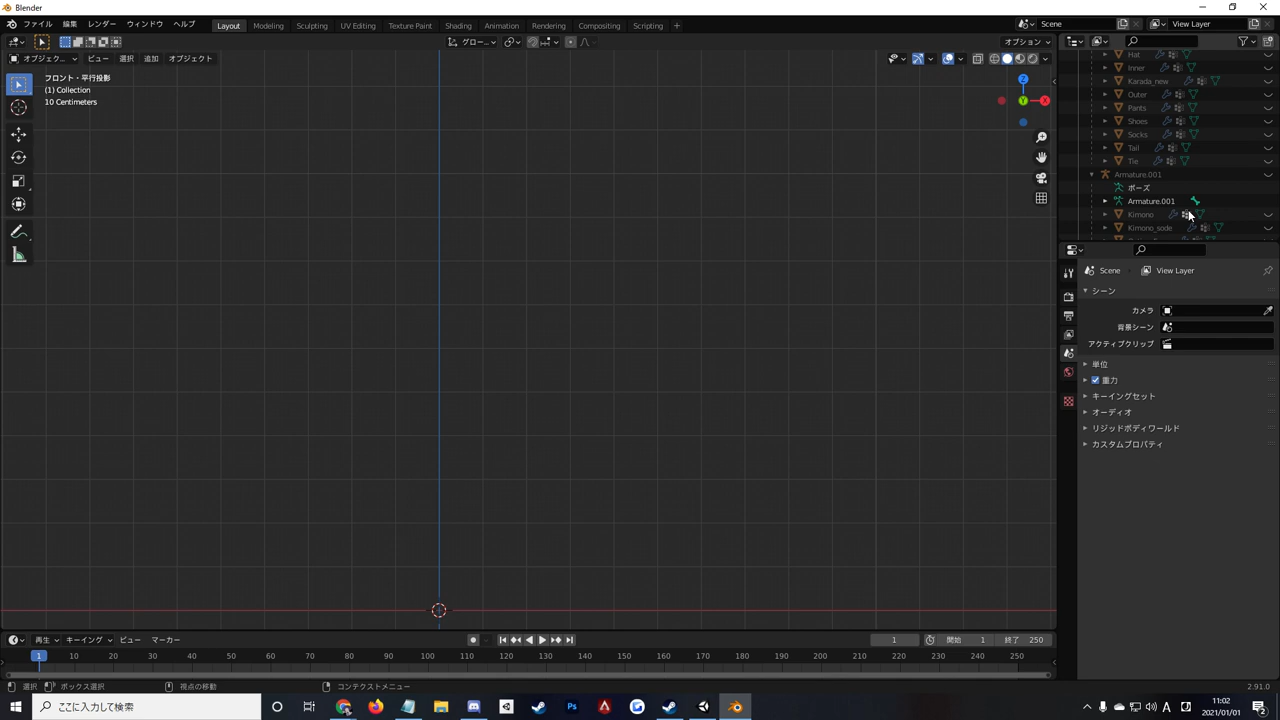 Blender
ファイル 編集 レンダー ウィンドウ ヘルプ Layout Modeling Sculpting UV Editing Texture Paint Shading Animation Rendering Compositing Scripting + Scene View Layer
グロー... オプション
オブジェク... ビュー 選択 追加 オブジェクト
フロント・平行投影
(1) Collection
10 Centimeters
Z
Y
X
Hat
Inner
Karada_new
Outer
Pants
Shoes
Socks
Tail
Tie
Armature.001
ポーズ
Armature.001
Kimono
Kimono_sode
Scene View Layer
シーン
カメラ
背景シーン
アクティブクリップ
単位
重力
キーイングセット
オーディオ
リジッドボディワールド
カスタムプロパティ
再生 キーイング ビュー マーカー 1 開始 1 終了 250
1 10 20 30 40 50 60 70 80 90 100 110 120 130 140 150 160 170 180 190 200 210 220 230 240 250
選択 ボックス選択 視点の移動 コンテクストメニュー 2.91.0
ここに入力して検索
Ps
A
11:02
2021/01/01